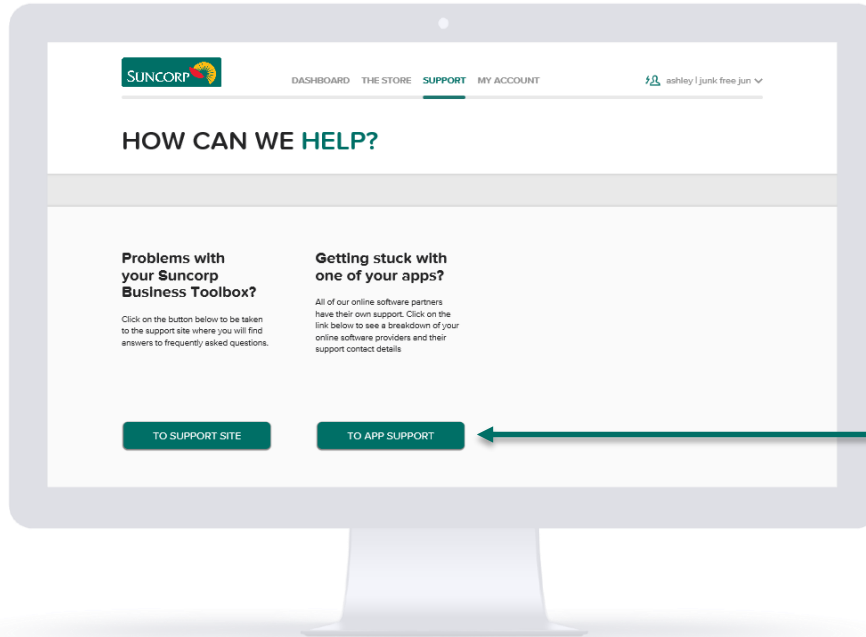 SUNCORP
DASHBOARD THE STORE SUPPORT MY ACCOUNT
ashley | junk free jun
HOW CAN WE HELP?
Problems with
your Suncorp
Business Toolbox?
Click on the button below to be taken
to the support site where you will find
answers to frequently asked questions.
TO SUPPORT SITE
Getting stuck with
one of your apps?
All of our online software partners
have their own support. Click on the
link below to see a breakdown of your
online software providers and their
support contact details
TO APP SUPPORT